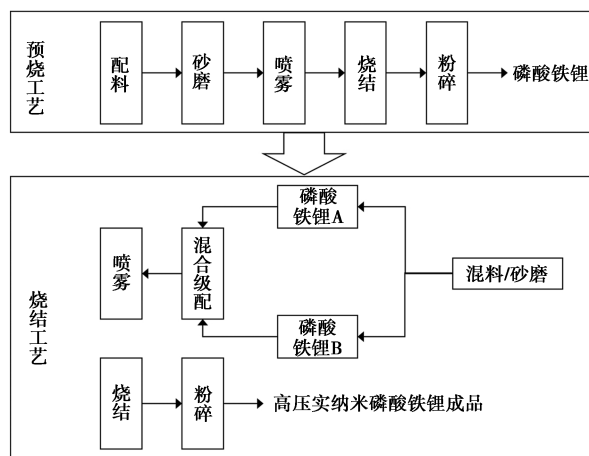 预烧工艺
配料
砂磨
喷雾
烧结
粉碎
磷酸铁锂
烧结工艺
磷酸
铁锂A
混合级配
喷雾
混料/砂磨
磷酸
铁锂B
烧结
粉碎
高压实纳米磷酸铁锂成品